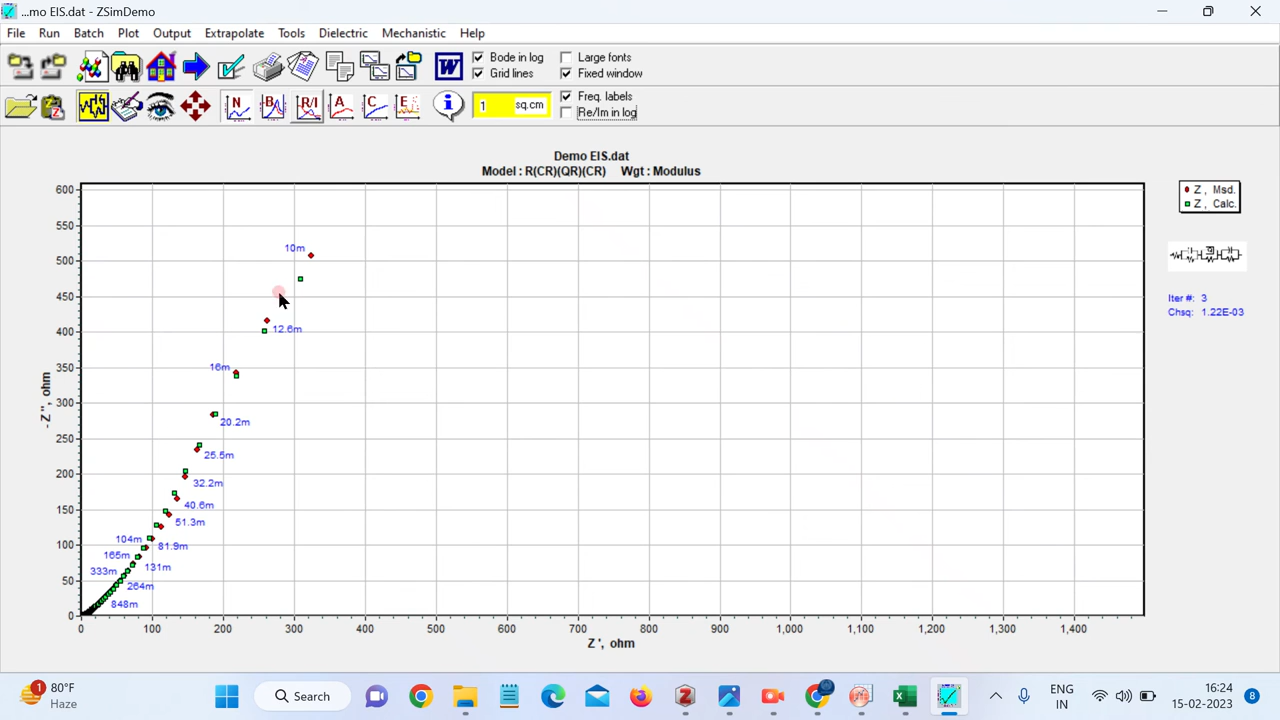 ...mo EIS.dat - ZSimDemo
File Run Batch Plot Output Extrapolate Tools Dielectric Mechanistic Help
W Bode in log Large fonts
Grid lines Fixed window
N B R/I A C E i 1 sq.cm Freq. labels
Re/Im in log
Demo EIS.dat
Model : R(CR)(QR)(CR) Wgt : Modulus
Z , Msd.
Z , Calc.
600
550
500
450
400
350
300
250
200
150
100
50
0
-Z'', ohm
10m
12.6m
16m
20.2m
25.5m
32.2m
40.6m
51.3m
104m
81.9m
165m
131m
333m
264m
848m
Iter #: 3
Chsq: 1.22E-03
0 100 200 300 400 500 600 700 800 900 1,000 1,100 1,200 1,300 1,400
Z ', ohm
1 80°F
Haze
Search
ENG
IN
16:24
15-02-2023
8